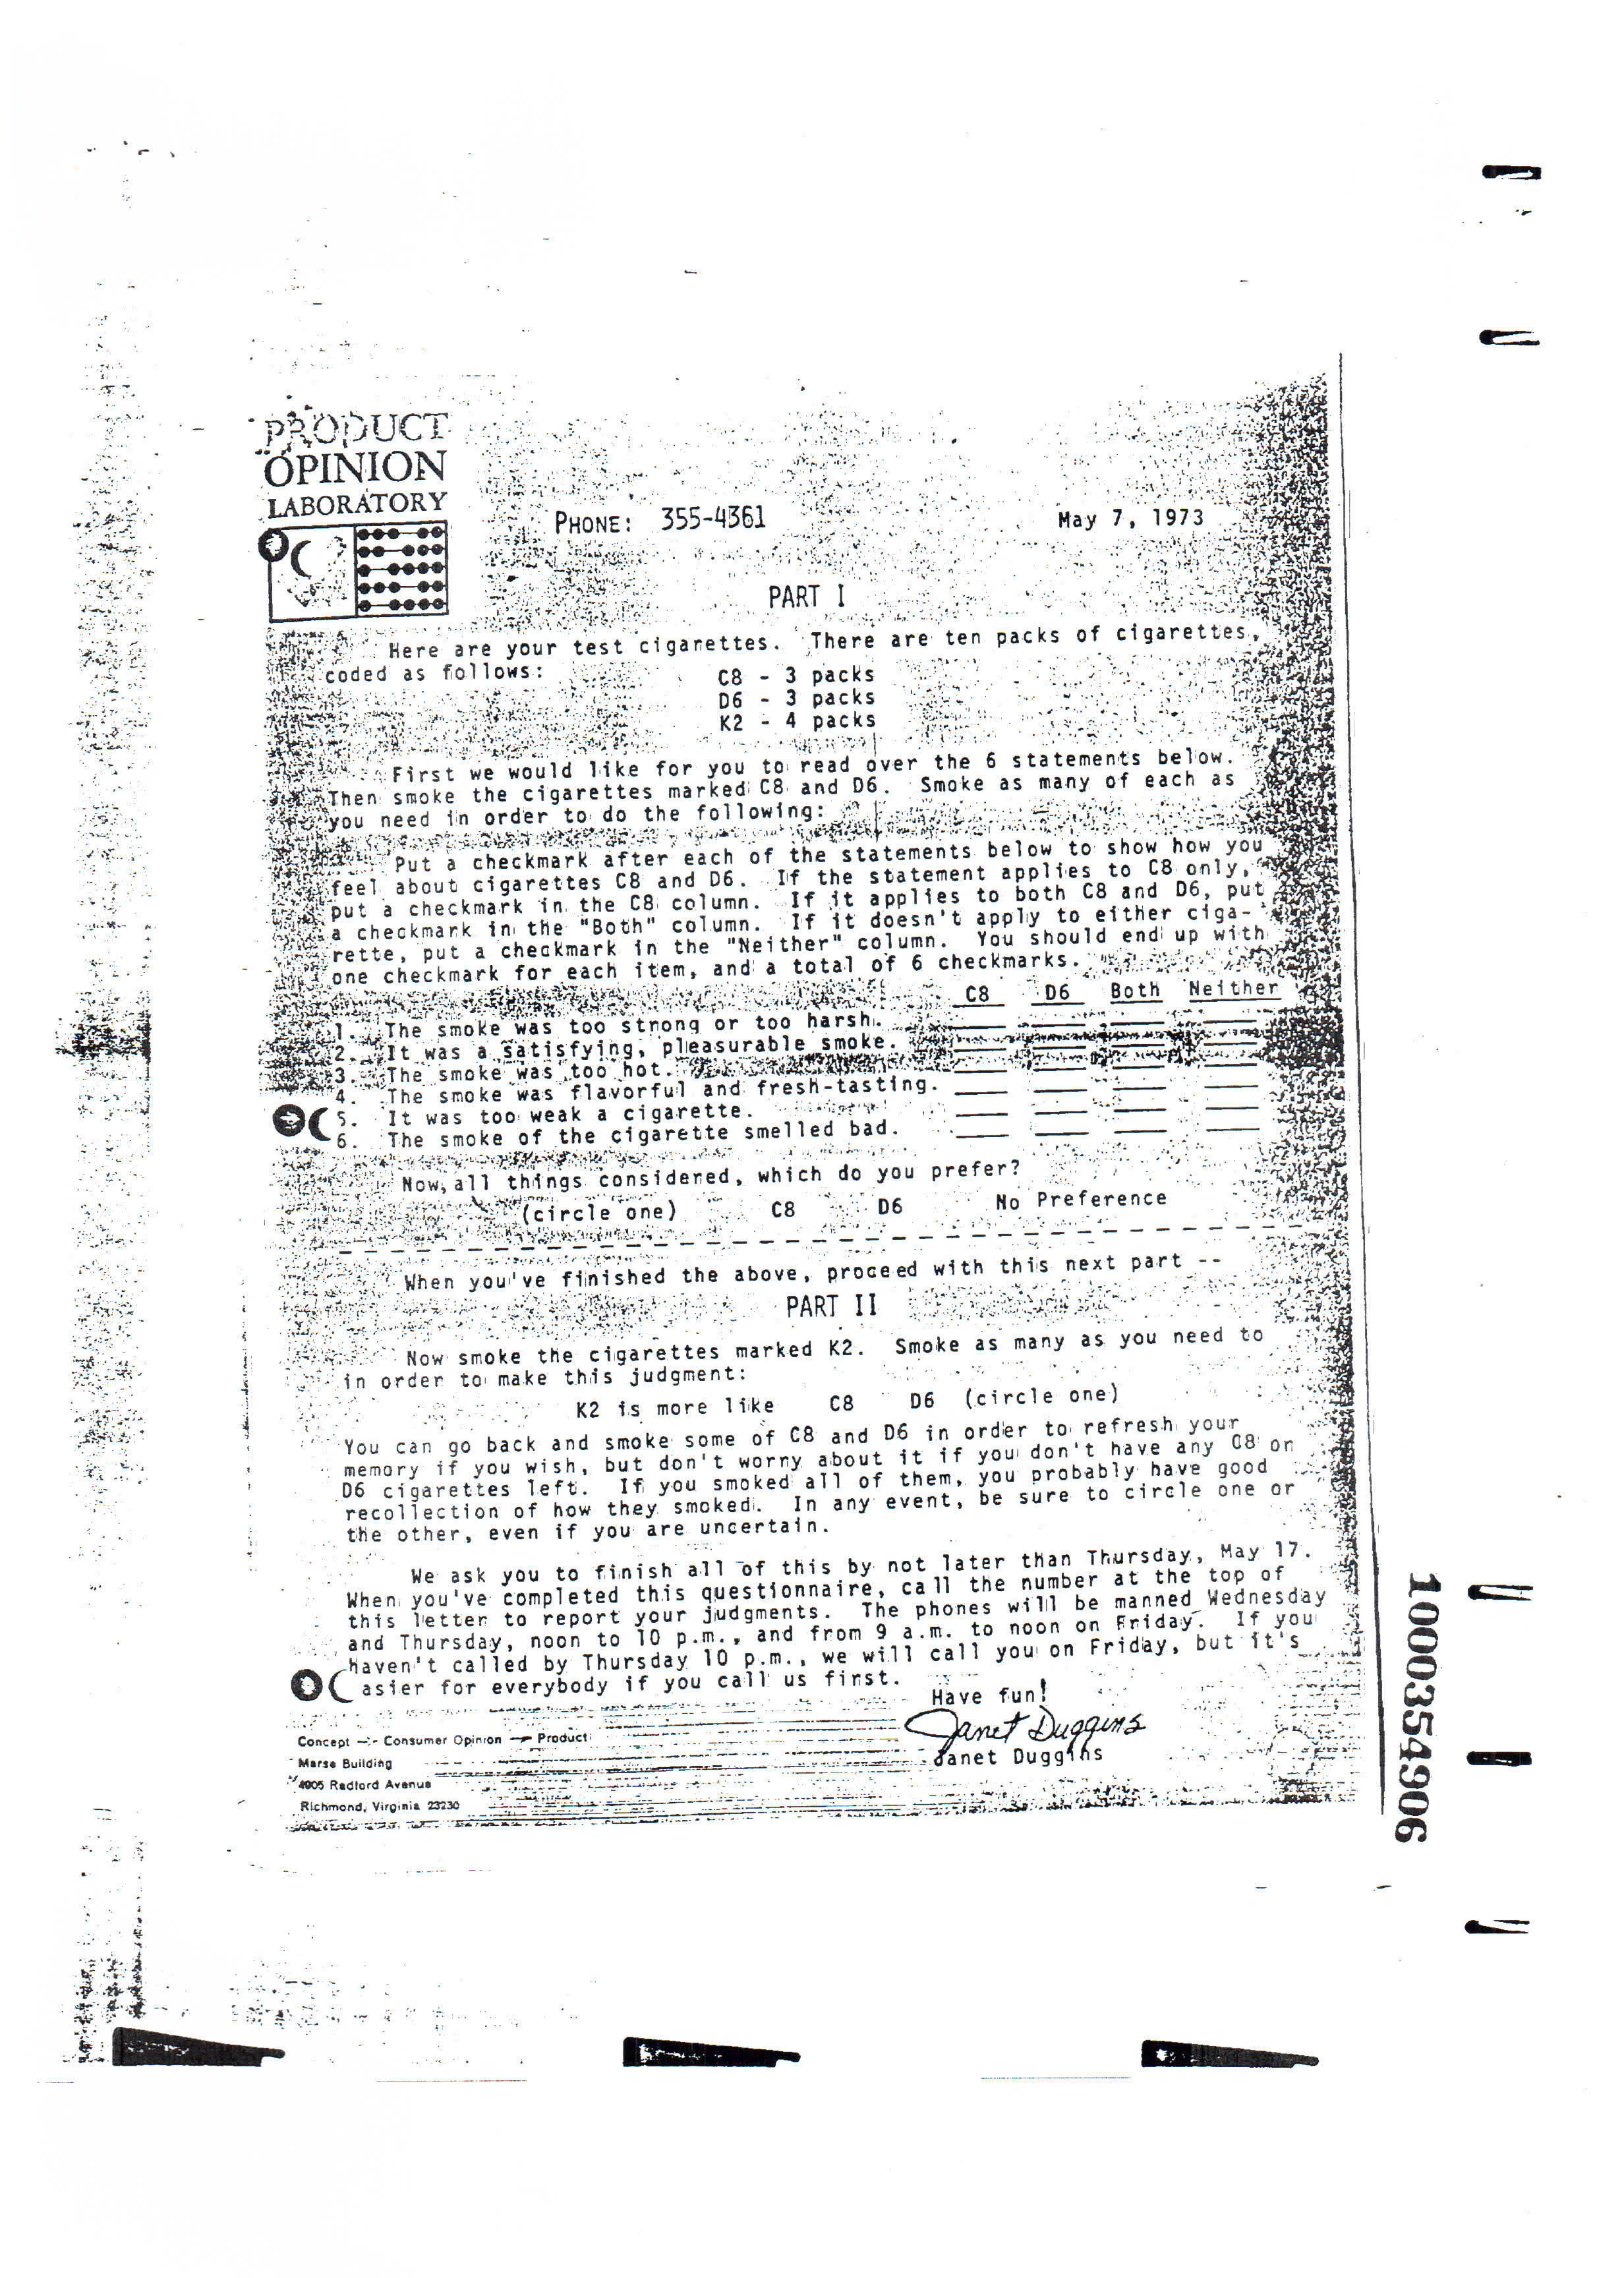 PRODUCT
OPINION
LABORATORY
PHONE: 355-4361
May 7, 1973
PART I
Here are your test cigarettes. There are ten packs of cigarettes,
coded as follows:
C8 - 3 packs
D6 - 3 packs
K2 - 4 packs
First we would like for you to read over the 6 statements below.
Then smoke the cigarettes marked C8 and D6. Smoke as many of each as
you need in order to do the following:
Put a checkmark after each of the statements below to show how you
feel about cigarettes C8 and D6. If the statement applies to C8 only,
put a checkmark in the C8 column. If it applies to both C8 and D6, put
a checkmark in the "Both" column. If it doesn't apply to either ciga-
rette, put a checkmark in the "Neither" column. You should end up with
one checkmark for each item, and a total of 6 checkmarks.
C8 D6 Both Neither
1. The smoke was too strong or too harsh.
2. It was a satisfying, pleasurable smoke.
3. The smoke was too hot.
4. The smoke was flavorful and fresh-tasting.
5. It was too weak a cigarette.
6. The smoke of the cigarette smelled bad.
Now, all things considered, which do you prefer?
(circle one) C8 D6 No Preference
When you've finished the above, proceed with this next part --
PART II
Now smoke the cigarettes marked K2. Smoke as many as you need to
in order to make this judgment:
K2 is more like C8 D6 (circle one)
You can go back and smoke some of C8 and D6 in order to refresh your
memory if you wish, but don't worry about it if you don't have any C8 or
D6 cigarettes left. If you smoked all of them, you probably have good
recollection of how they smoked. In any event, be sure to circle one or
the other, even if you are uncertain.
We ask you to finish all of this by not later than Thursday, May 17.
When you've completed this questionnaire, call the number at the top of
this letter to report your judgments. The phones will be manned Wednesday
and Thursday, noon to 10 p.m., and from 9 a.m. to noon on Friday. If you
haven't called by Thursday 10 p.m., we will call you on Friday, but it's
asier for everybody if you call us first.
Have fun!
Janet Duggins
Janet Duggins
Concept - Consumer Opinion - Product
Marse Building
4905 Radford Avenue
Richmond, Virginia 23230
1000354906